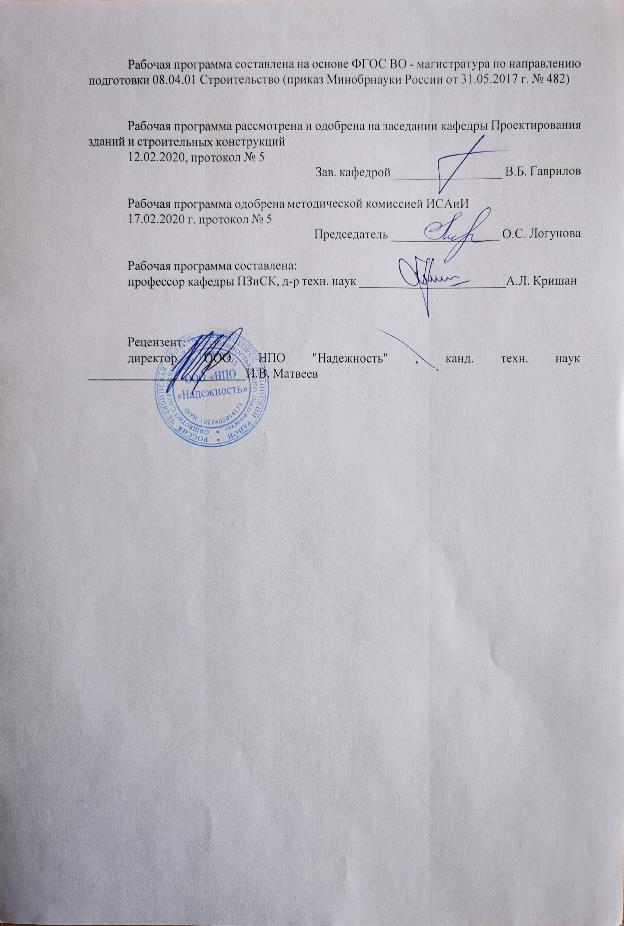 Рабочая программа составлена на основе ФГОС ВО - магистратура по направлению
подготовки 08.04.01 Строительство (приказ Минобрнауки России от 31.05.2017 г. № 482)
Рабочая программа рассмотрена и одобрена на заседании кафедры Проектирования
зданий и строительных конструкций
12.02.2020, протокол № 5
Зав. кафедрой _________________ В.Б. Гаврилов
Рабочая программа одобрена методической комиссией ИСАиИ
17.02.2020 г. протокол № 5
Председатель _________________ О.С. Логунова
Рабочая программа составлена:
профессор кафедры ПЗиСК, д-р техн. наук _______________________А.Л. Кришан
Рецензент:
директор ООО НПО "Надежность" , канд. техн. наук
_________________________И.В. Матвеев
ООО «НПО
«Надежность»